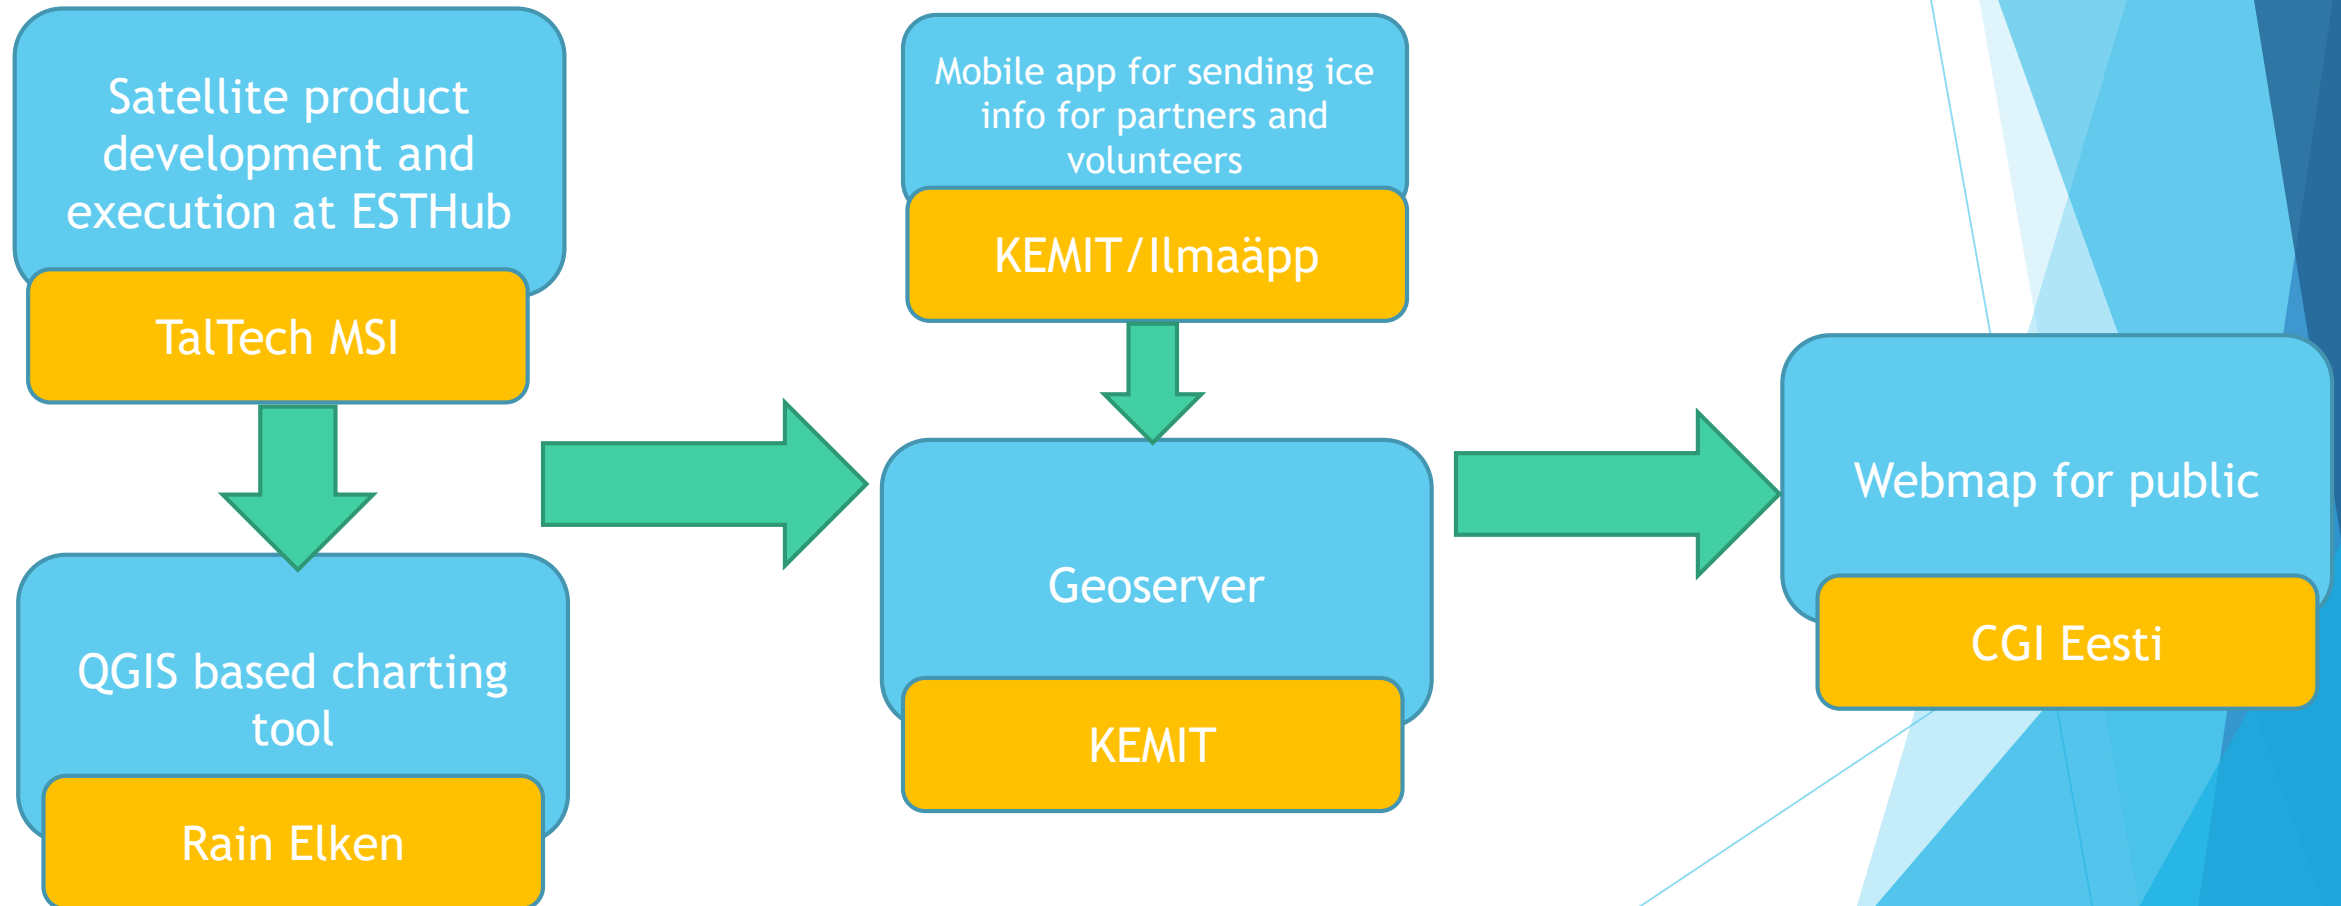 Satellite product
development and
execution at ESTHub
TalTech MSI
QGIS based charting
tool
Rain Elken
Mobile app for sending ice
info for partners and
volunteers
KEMIT/Ilmaäpp
Geoserver
KEMIT
Webmap for public
CGI Eesti